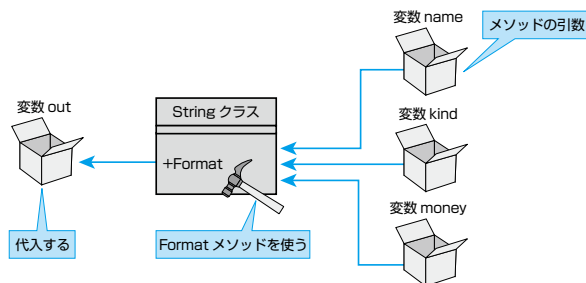 変数 name
メソッドの引数
変数 out
String クラス
変数 kind
+Format
変数 money
代入する
Format メソッドを使う